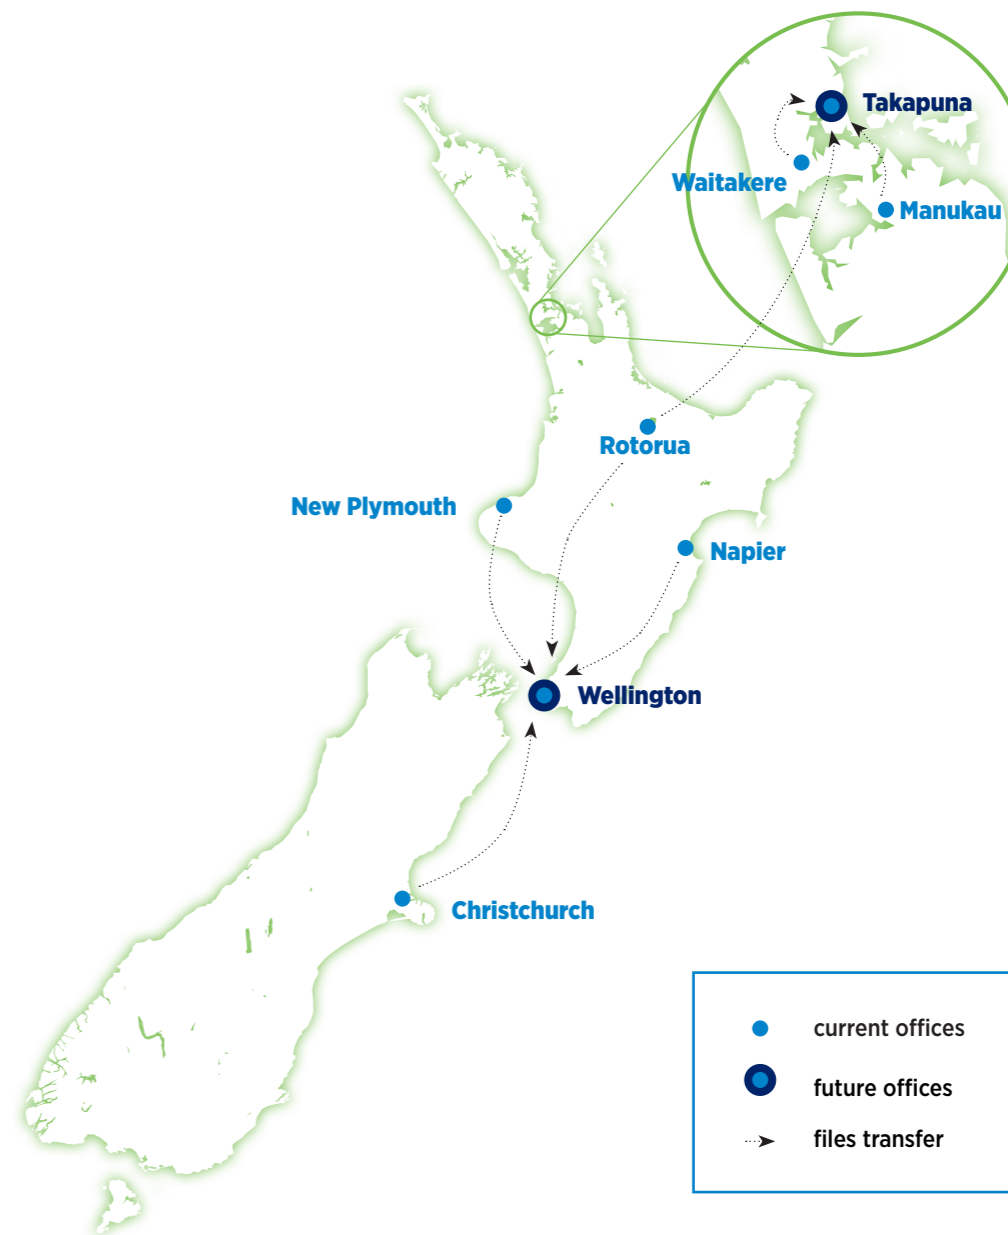 Takapuna
Waitakere
Manukau
Rotorua
New Plymouth
Napier
Wellington
Christchurch
current offices
future offices
files transfer